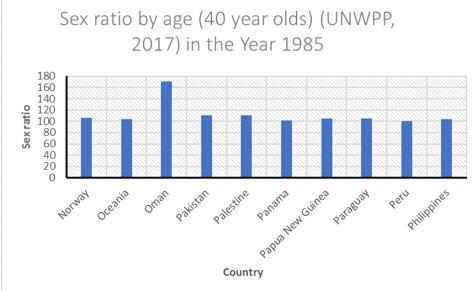 Sex ratio by age (40 year olds) (UNWPP,
2017) in the Year 1985
180
160
140
120
100
80
60
40
20
0
Sex ratio
Norway
Oceania
Oman
Pakistan
Palestine
Panama
Papua New Guinea
Paraguay
Peru
Philippines
Country